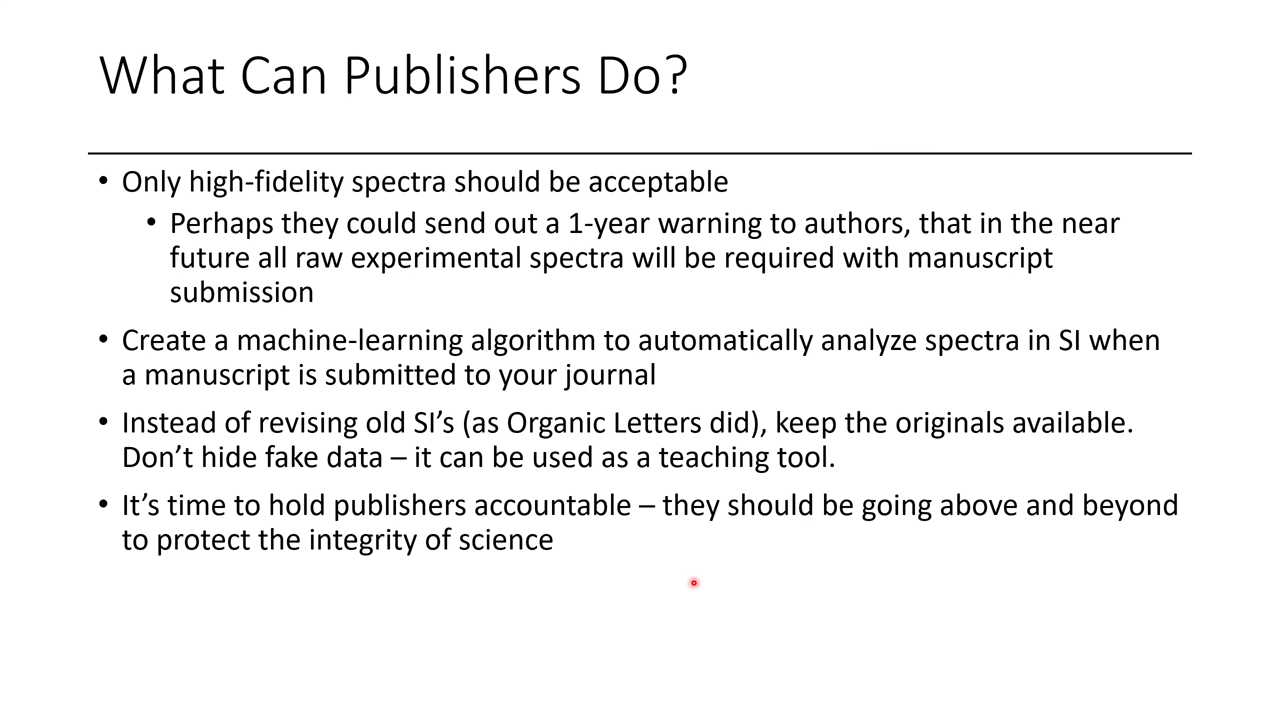 What Can Publishers Do?
• Only high-fidelity spectra should be acceptable
• Perhaps they could send out a 1-year warning to authors, that in the near
future all raw experimental spectra will be required with manuscript
submission
• Create a machine-learning algorithm to automatically analyze spectra in SI when
a manuscript is submitted to your journal
• Instead of revising old SI’s (as Organic Letters did), keep the originals available.
Don’t hide fake data – it can be used as a teaching tool.
• It’s time to hold publishers accountable – they should be going above and beyond
to protect the integrity of science